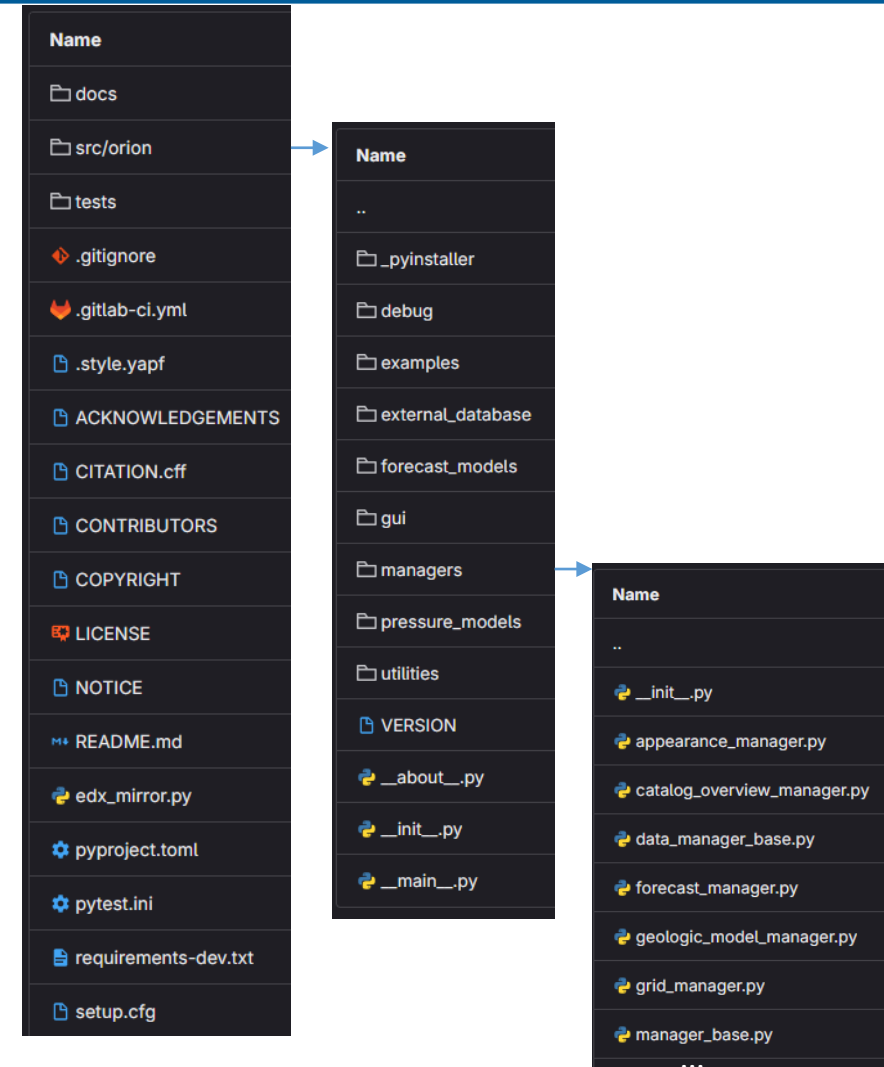 Name
docs
src/orion
tests
.gitignore
.gitlab-ci.yml
.style.yapf
ACKNOWLEDGEMENTS
CITATION.cff
CONTRIBUTORS
COPYRIGHT
LICENSE
NOTICE
M↓ README.md
edx_mirror.py
pyproject.toml
pytest.ini
requirements-dev.txt
setup.cfg
Name
..
_pyinstaller
debug
examples
external_database
forecast_models
gui
managers
pressure_models
utilities
VERSION
__about__.py
__init__.py
__main__.py
Name
..
__init__.py
appearance_manager.py
catalog_overview_manager.py
data_manager_base.py
forecast_manager.py
geologic_model_manager.py
grid_manager.py
manager_base.py
...